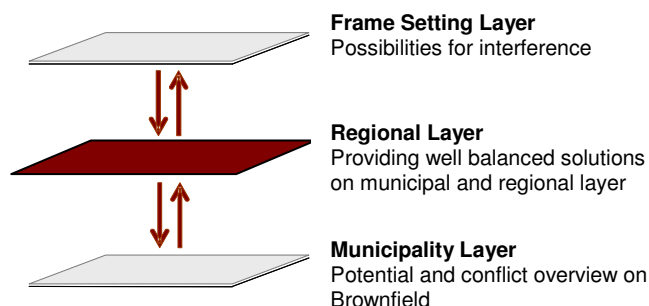 Frame Setting Layer
Possibilities for interference
Regional Layer
Providing well balanced solutions
on municipal and regional layer
Municipality Layer
Potential and conflict overview on
Brownfield